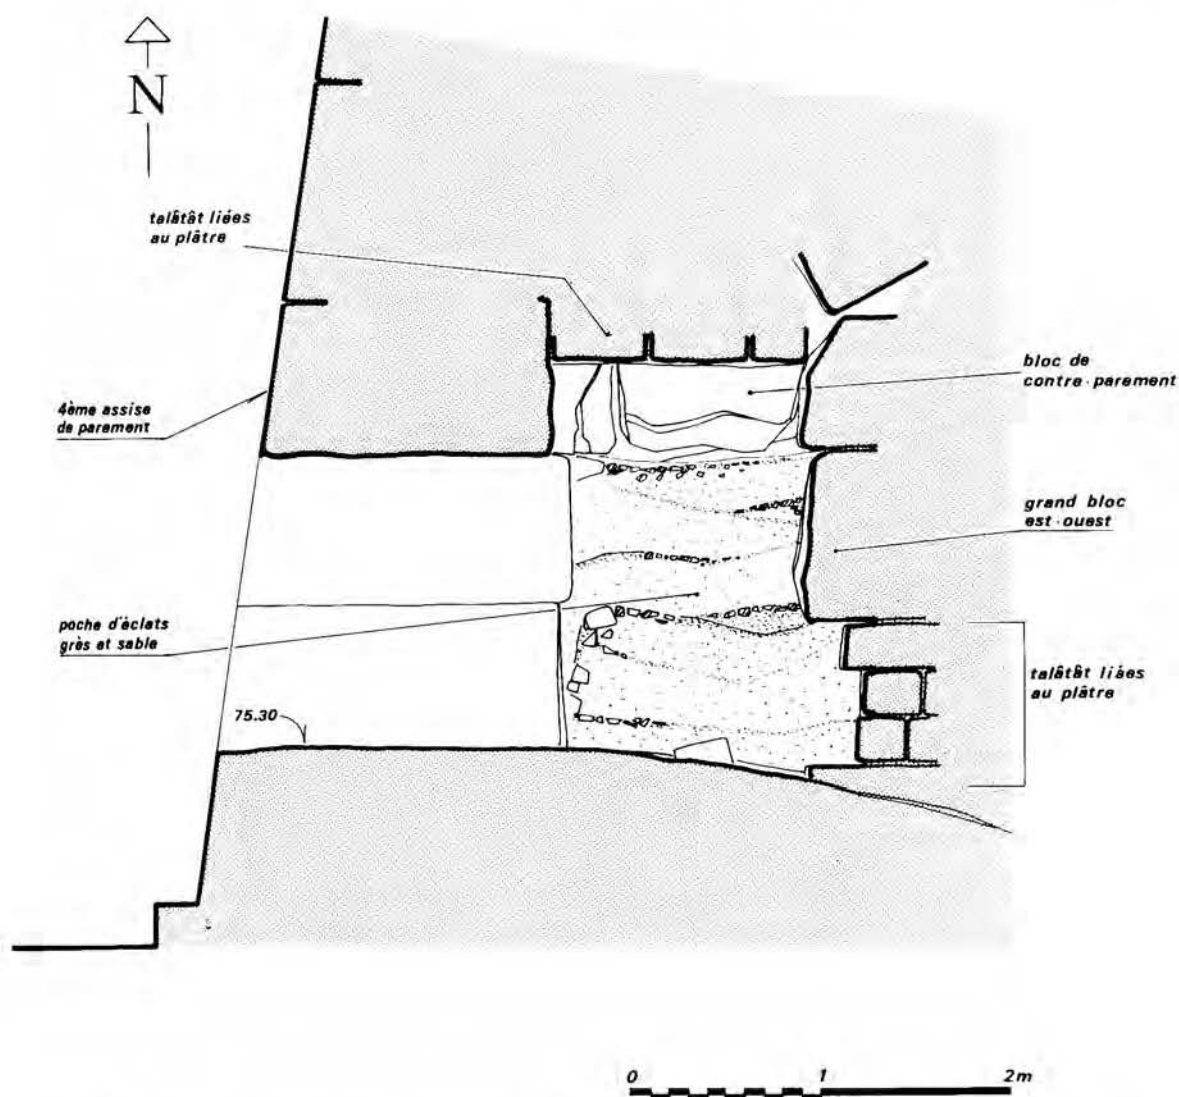 N
talâtât liées
au plâtre
bloc de
contre·parement
4ème assise
de parement
grand bloc
est·ouest
poche d'éclats
grès et sable
talâtât liées
au plâtre
75.30
0 1 2m